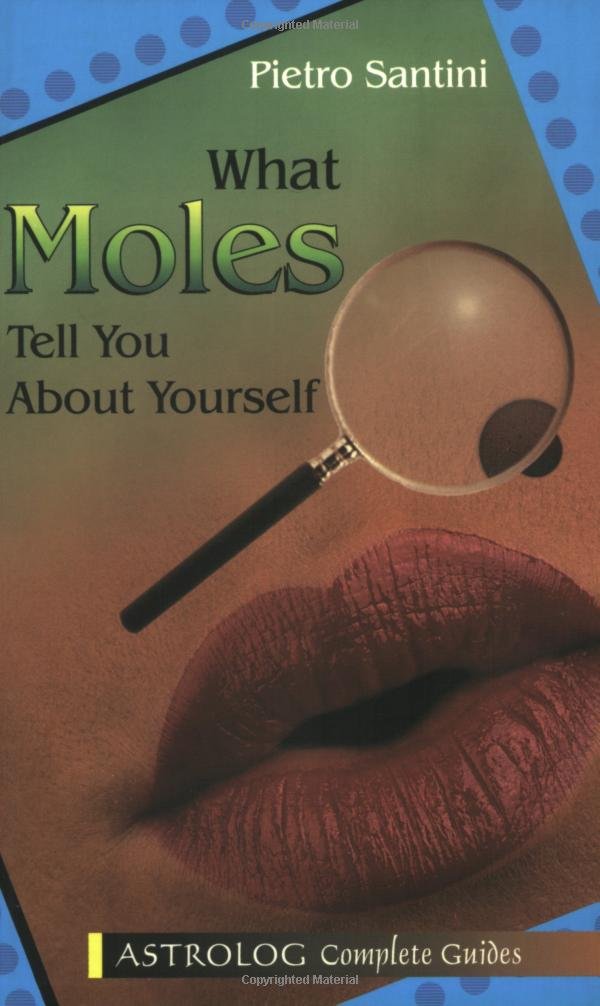 Copyrighted Material
Pietro Santini
What
Moles
Tell You
About Yourself
ASTROLOG Complete Guides
Copyrighted Material